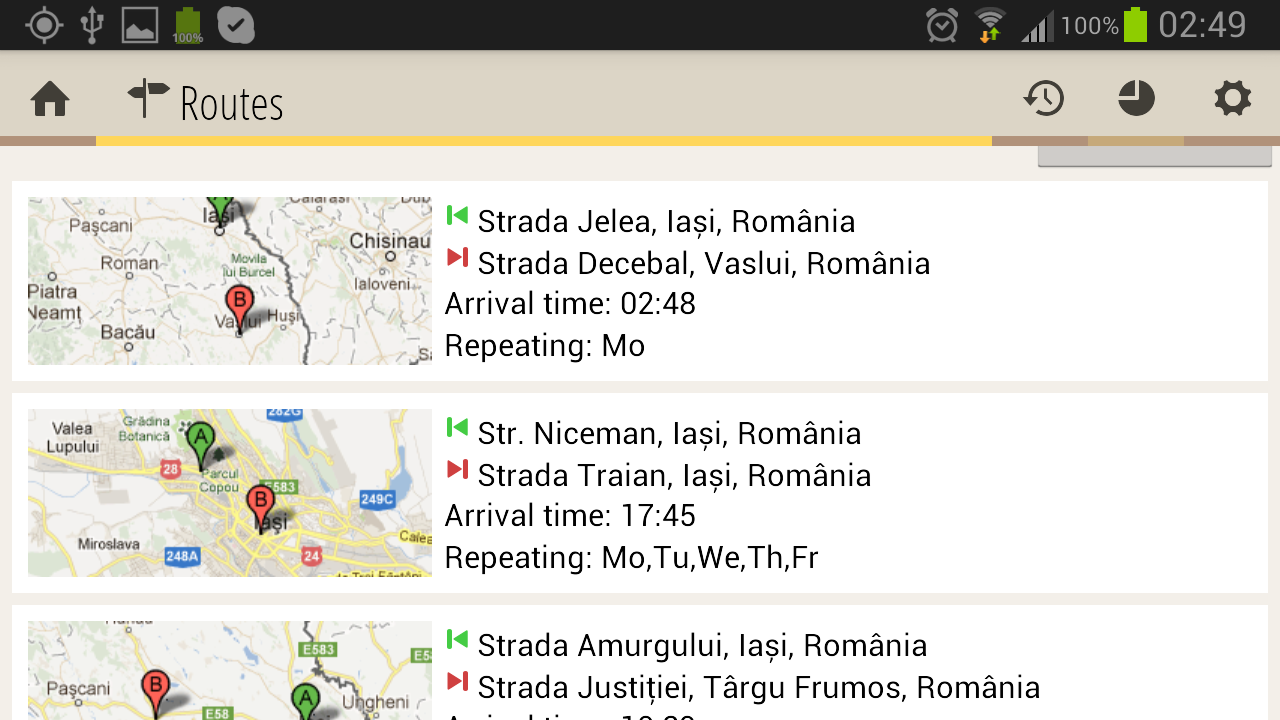 100%
100% 02:49
Routes
Iași
Călărași
Pașcani
Chisinau
Roman
Movila
lui Burcel
Ialoveni
Piatra
Neamt
Vaslui
Huși
Bacău
B
Strada Jelea, Iași, România
Strada Decebal, Vaslui, România
Arrival time: 02:48
Repeating: Mo
282G
Grădina
Botanică
Valea
Lupului
A
28
Parcul
Copou
E583
B
249C
Iași
Miroslava
248A
24
Calea
Str. Niceman, Iași, România
Strada Traian, Iași, România
Arrival time: 17:45
Repeating: Mo,Tu,We,Th,Fr
E583
B
A
Pașcani
Ungheni
E58
Strada Amurgului, Iași, România
Strada Justiției, Târgu Frumos, România